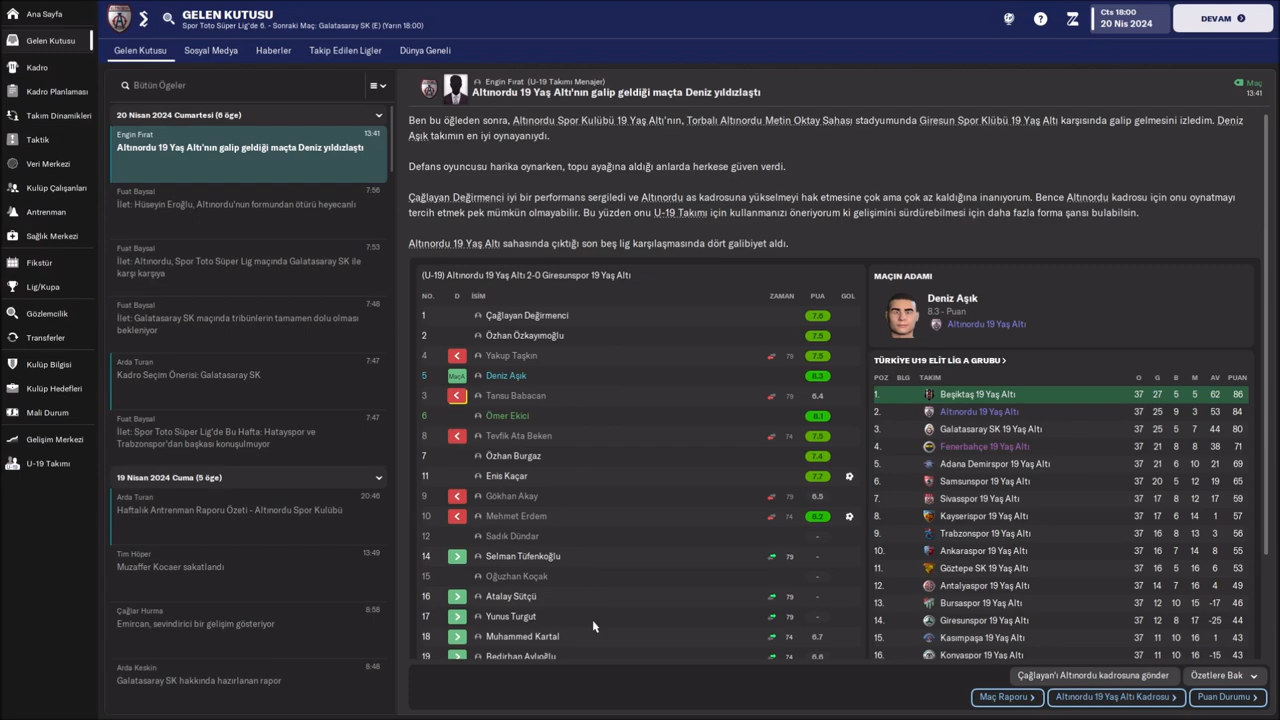 Ana Sayfa
Gelen Kutusu
Kadro
Kadro Planlaması
Takım Dinamikleri
Taktik
Veri Merkezi
Kulüp Çalışanları
Antrenman
Sağlık Merkezi
Fikstür
Lig/Kupa
Gözlemcilik
Transferler
Kulüp Bilgisi
Kulüp Hedefleri
Mali Durum
Gelişim Merkezi
U-19 Takımı
GELEN KUTUSU
Spor Toto Süper Lig'de 6. - Sonraki Maç: Galatasaray SK (E) (Yarın 18:00)
Cts 18:00
20 Nis 2024
DEVAM
Gelen Kutusu Sosyal Medya Haberler Takip Edilen Ligler Dünya Geneli
Bütün Ögeler
20 Nisan 2024 Cumartesi (6 öge)
Engin Fırat 13:41
Altınordu 19 Yaş Altı'nın galip geldiği maçta Deniz yıldızlaştı
Fuat Baysal 7:56
İlet: Hüseyin Eroğlu, Altınordu'nun formundan ötürü heyecanlı
Fuat Baysal 7:53
İlet: Altınordu, Spor Toto Süper Lig maçında Galatasaray SK ile
karşı karşıya
Fuat Baysal 7:48
İlet: Galatasaray SK maçında tribünlerin tamamen dolu olması
bekleniyor
Arda Turan 7:47
Kadro Seçim Önerisi: Galatasaray SK
Fuat Baysal 7:47
İlet: Spor Toto Süper Lig'de Bu Hafta: Hatayspor ve
Trabzonspor'dan başkası konuşulmuyor
19 Nisan 2024 Cuma (5 öge)
Arda Turan 20:46
Haftalık Antrenman Raporu Özeti - Altınordu Spor Kulübü
Tim Höper 13:49
Muzaffer Kocaer sakatlandı
Çağlar Hurma 8:58
Emircan, sevindirici bir gelişim gösteriyor
Arda Keskin 8:48
Galatasaray SK hakkında hazırlanan rapor
Engin Fırat (U-19 Takımı Menajer)
Altınordu 19 Yaş Altı'nın galip geldiği maçta Deniz yıldızlaştı
Maç
13:41
Ben bu öğleden sonra, Altınordu Spor Kulübü 19 Yaş Altı'nın, Torbalı Altınordu Metin Oktay Sahası stadyumunda Giresun Spor Klübü 19 Yaş Altı karşısında galip gelmesini izledim. Deniz
Aşık takımın en iyi oynayanıydı.
Defans oyuncusu harika oynarken, topu ayağına aldığı anlarda herkese güven verdi.
Çağlayan Değirmenci iyi bir performans sergiledi ve Altınordu as kadrosuna yükselmeyi hak etmesine çok ama çok az kaldığına inanıyorum. Bence Altınordu kadrosu için onu oynatmayı
tercih etmek pek mümkün olmayabilir. Bu yüzden onu U-19 Takımı için kullanmanızı öneriyorum ki gelişimini sürdürebilmesi için daha fazla forma şansı bulabilsin.
Altınordu 19 Yaş Altı sahasında çıktığı son beş lig karşılaşmasında dört galibiyet aldı.
(U-19) Altınordu 19 Yaş Altı 2-0 Giresunspor 19 Yaş Altı
NO. D İSİM ZAMAN PUA GOL
1 Çağlayan Değirmenci 7.6
2 Özhan Özkayımoğlu 7.5
4 Yakup Taşkın 79 7.5
5 MaçA Deniz Aşık 8.3
3 Tansu Babacan 79 6.4
6 Ömer Ekici 8.1
8 Tevfik Ata Beken 74 7.5
7 Özhan Burgaz 7.4
11 Enis Kaçar 7.7
9 Gökhan Akay 79 6.5
10 Mehmet Erdem 74 8.2
12 Sadık Dündar -
14 Selman Tüfenkoğlu 79 -
15 Oğuzhan Koçak -
16 Atalay Sütçü 79 -
17 Yunus Turgut 79 -
18 Muhammed Kartal 74 6.7
19 Bedirhan Aylıoğlu 74 6.6
MAÇIN ADAMI
Deniz Aşık
8.3 - Puan
Altınordu 19 Yaş Altı
TÜRKİYE U19 ELİT LİG A GRUBU
POZ BLG TAKIM O G B M AV PUAN
1. Beşiktaş 19 Yaş Altı 37 27 5 5 62 86
2. Altınordu 19 Yaş Altı 37 25 9 3 53 84
3. Galatasaray SK 19 Yaş Altı 37 25 5 7 44 80
4. Fenerbahçe 19 Yaş Altı 37 21 8 8 38 71
5. Adana Demirspor 19 Yaş Altı 37 21 6 10 21 69
6. Samsunspor 19 Yaş Altı 37 20 5 12 19 65
7. Sivasspor 19 Yaş Altı 37 17 8 12 17 59
8. Kayserispor 19 Yaş Altı 37 17 6 14 1 57
9. Trabzonspor 19 Yaş Altı 37 16 8 13 3 56
10. Ankaraspor 19 Yaş Altı 37 16 7 14 8 55
11. Göztepe SK 19 Yaş Altı 37 16 5 16 6 53
12. Antalyaspor 19 Yaş Altı 37 14 7 16 4 49
13. Bursaspor 19 Yaş Altı 37 12 10 15 -17 46
14. Giresunspor 19 Yaş Altı 37 12 8 17 -25 44
15. Kasımpaşa 19 Yaş Altı 37 11 10 16 1 43
16. Konyaspor 19 Yaş Altı 37 11 10 16 -15 43
Çağlayan'ı Altınordu kadrosuna gönder
Özetlere Bak
Maç Raporu
Altınordu 19 Yaş Altı Kadrosu
Puan Durumu